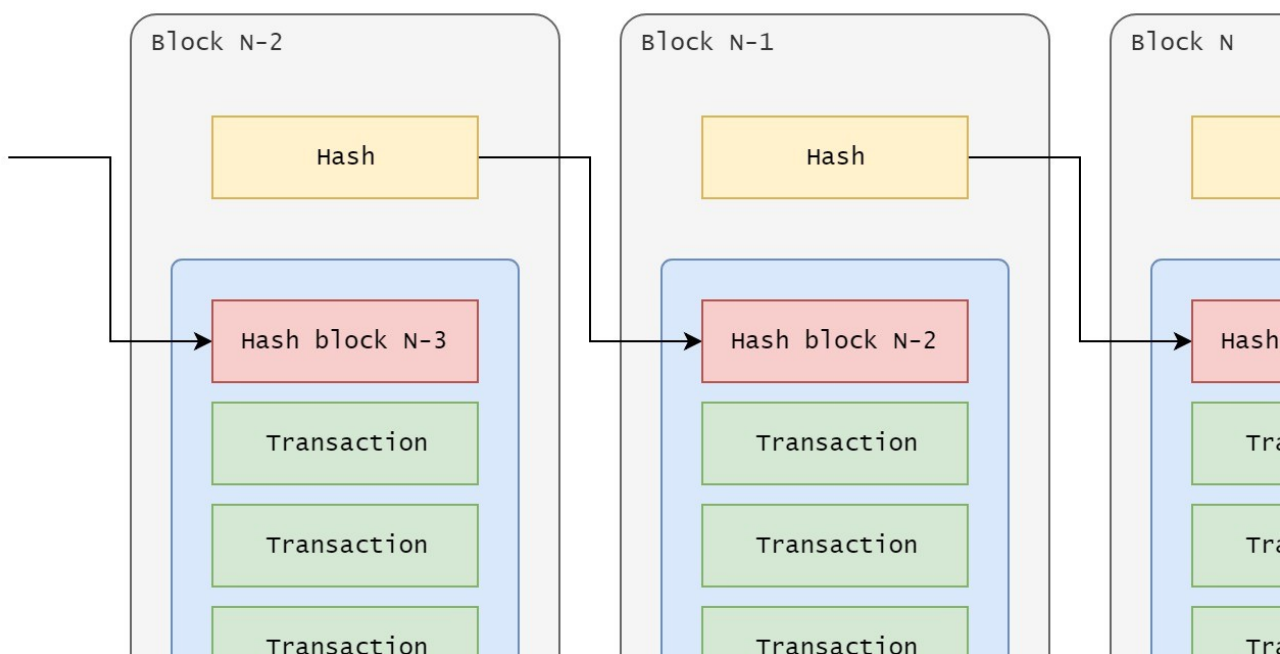 Block N-2
Hash
Hash block N-3
Transaction
Transaction
Transaction
Block N-1
Hash
Hash block N-2
Transaction
Transaction
Transaction
Block N
Hash